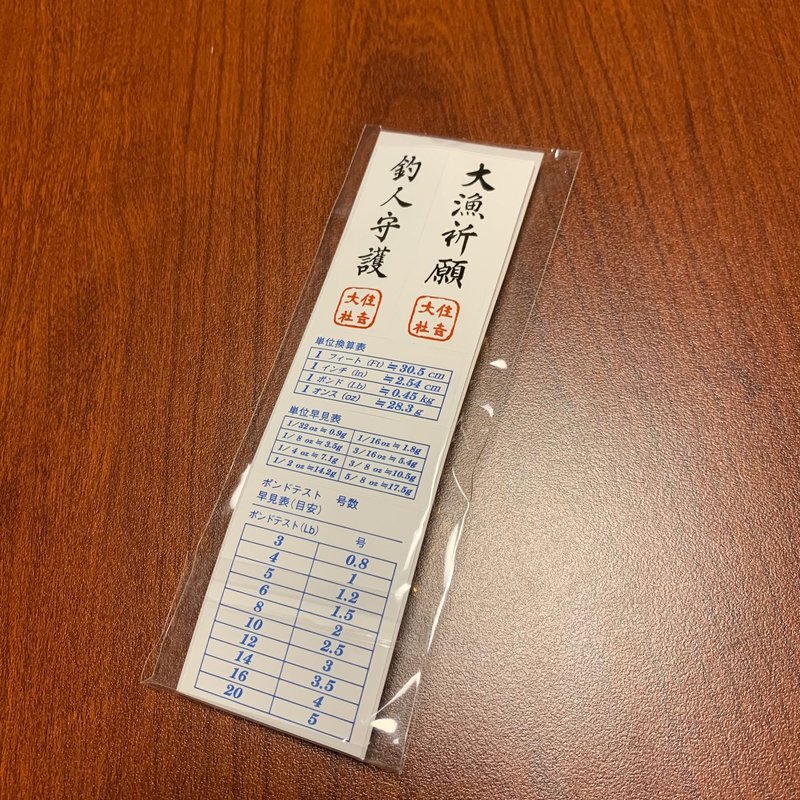 大漁祈願
住吉
大社
釣人守護
住吉
大社
単位換算表
1 フィート (Ft) ≒ 30.5 cm
1 インチ (In) ≒ 2.54 cm
1 ポンド (Lb) ≒ 0.45 kg
1 オンス (oz) ≒ 28.3 g
単位早見表
1/32 oz ≒ 0.9g 1/16 oz ≒ 1.8g
1/ 8 oz ≒ 3.5g 3/16 oz ≒ 5.4g
1/ 4 oz ≒ 7.1g 3/ 8 oz ≒10.5g
1/ 2 oz ≒14.2g 5/ 8 oz ≒17.5g
ポンドテスト 号数
早見表(目安)
ポンドテスト(Lb) 号
3 0.8
4 1
5 1.2
6 1.5
8 2
10 2.5
12 3
14 3.5
16 4
20 5